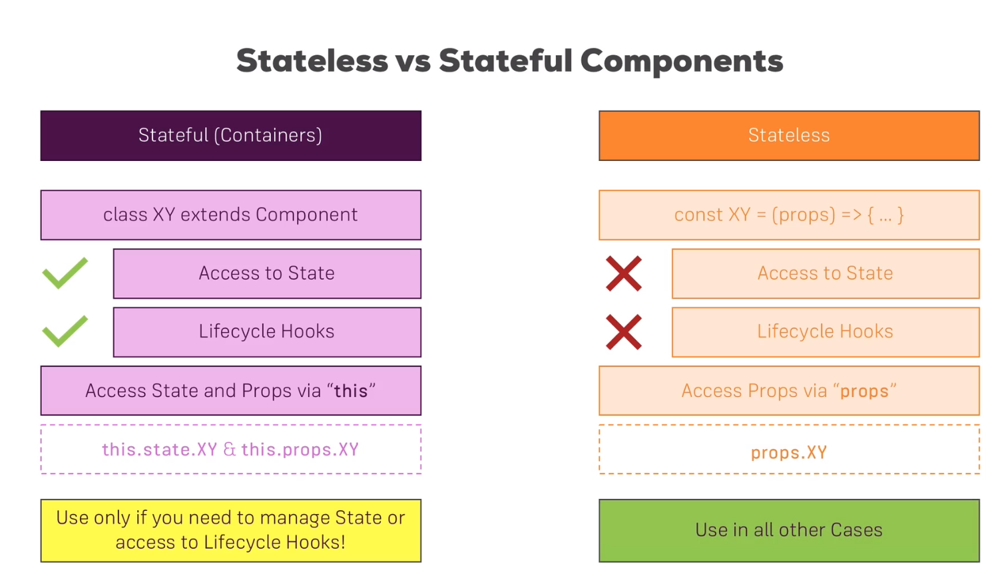 Stateless vs Stateful Components
Stateful (Containers)
class XY extends Component
Access to State
Lifecycle Hooks
Access State and Props via “this”
this.state.XY & this.props.XY
Use only if you need to manage State or
access to Lifecycle Hooks!
Stateless
const XY = (props) => { ... }
Access to State
Lifecycle Hooks
Access Props via “props”
props.XY
Use in all other Cases